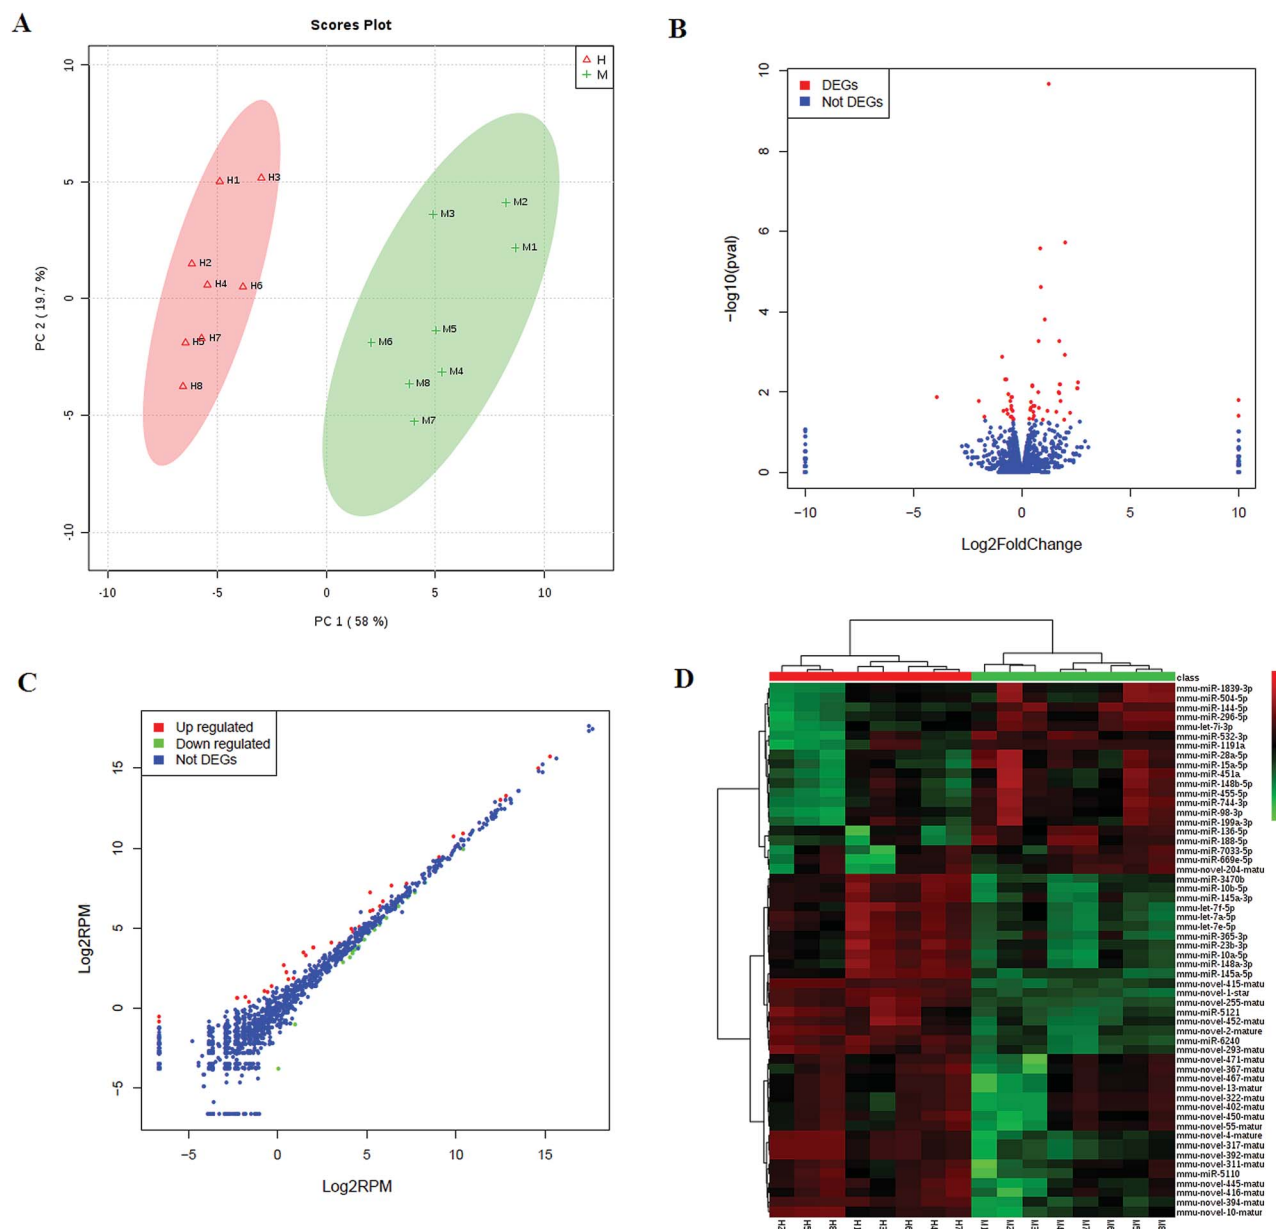 A
Scores Plot
H
M
10
5
0
-5
-10
PC 2 ( 19.7 %)
H1
H3
H2
H4
H6
H5
H7
H8
M2
M3
M1
M5
M6
M4
M8
M7
-10
-5
0
5
10
PC 1 ( 58 %)
B
DEGs
Not DEGs
10
8
6
4
2
0
−log10(pval)
−10
−5
0
5
10
Log2FoldChange
C
Up regulated
Down regulated
Not DEGs
15
10
5
0
−5
Log2RPM
−5
0
5
10
15
Log2RPM
D
class
mmu-miR-1839-3p
mmu-miR-504-5p
mmu-miR-144-5p
mmu-miR-296-5p
mmu-let-7i-3p
mmu-miR-532-3p
mmu-miR-1191a
mmu-miR-28a-5p
mmu-miR-15a-5p
mmu-miR-451a
mmu-miR-148b-5p
mmu-miR-455-5p
mmu-miR-744-3p
mmu-miR-98-3p
mmu-miR-199a-3p
mmu-miR-136-5p
mmu-miR-188-5p
mmu-miR-7033-5p
mmu-miR-669e-5p
mmu-novel-204-matu
mmu-miR-3470b
mmu-miR-10b-5p
mmu-miR-145a-3p
mmu-let-7f-5p
mmu-let-7a-5p
mmu-let-7e-5p
mmu-miR-365-3p
mmu-miR-23b-3p
mmu-miR-10a-5p
mmu-miR-148a-3p
mmu-miR-145a-5p
mmu-novel-415-matu
mmu-novel-1-star
mmu-novel-255-matu
mmu-miR-5121
mmu-novel-452-matu
mmu-novel-2-mature
mmu-miR-6240
mmu-novel-293-matu
mmu-novel-471-matu
mmu-novel-367-matu
mmu-novel-467-matu
mmu-novel-13-matur
mmu-novel-322-matu
mmu-novel-402-matu
mmu-novel-450-matu
mmu-novel-55-matur
mmu-novel-4-mature
mmu-novel-317-matu
mmu-novel-392-matu
mmu-novel-311-matu
mmu-miR-5110
mmu-novel-445-matu
mmu-novel-416-matu
mmu-novel-394-matu
mmu-novel-10-matur